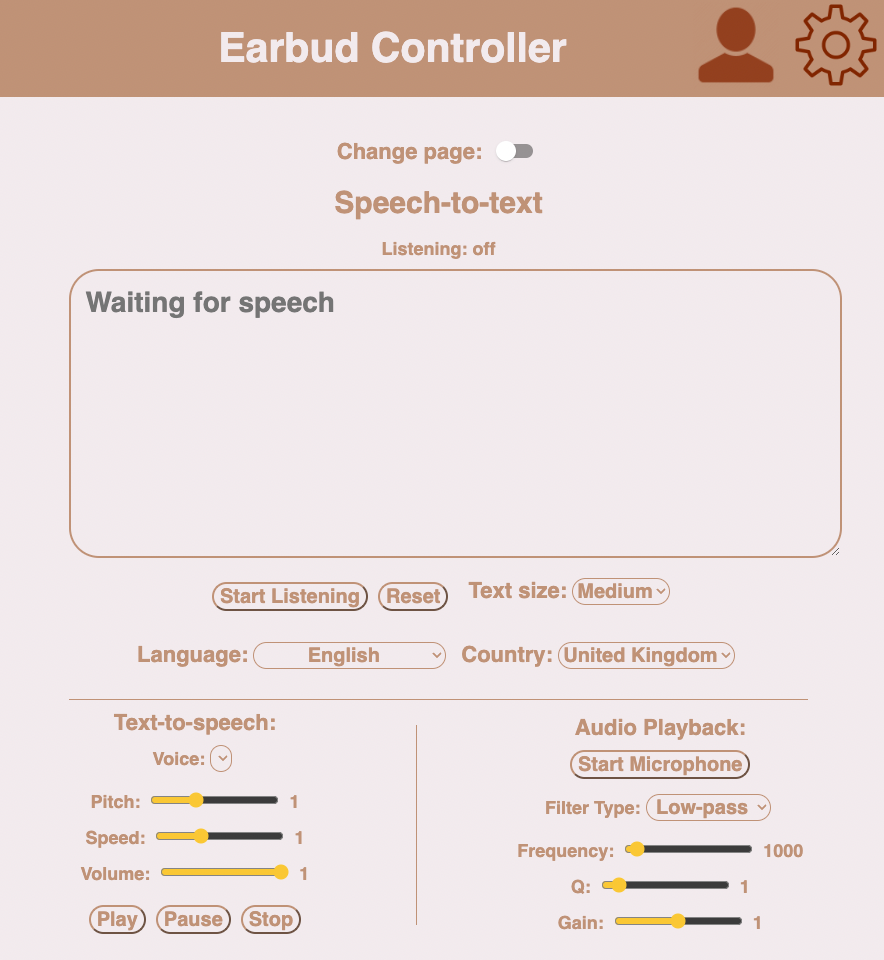 Earbud Controller
Change page:
Speech-to-text
Listening: off
Waiting for speech
Start Listening Reset Text size: Medium
Language: English Country: United Kingdom
Text-to-speech:
Voice:
Pitch: 1
Speed: 1
Volume: 1
Play Pause Stop
Audio Playback:
Start Microphone
Filter Type: Low-pass
Frequency: 1000
Q: 1
Gain: 1